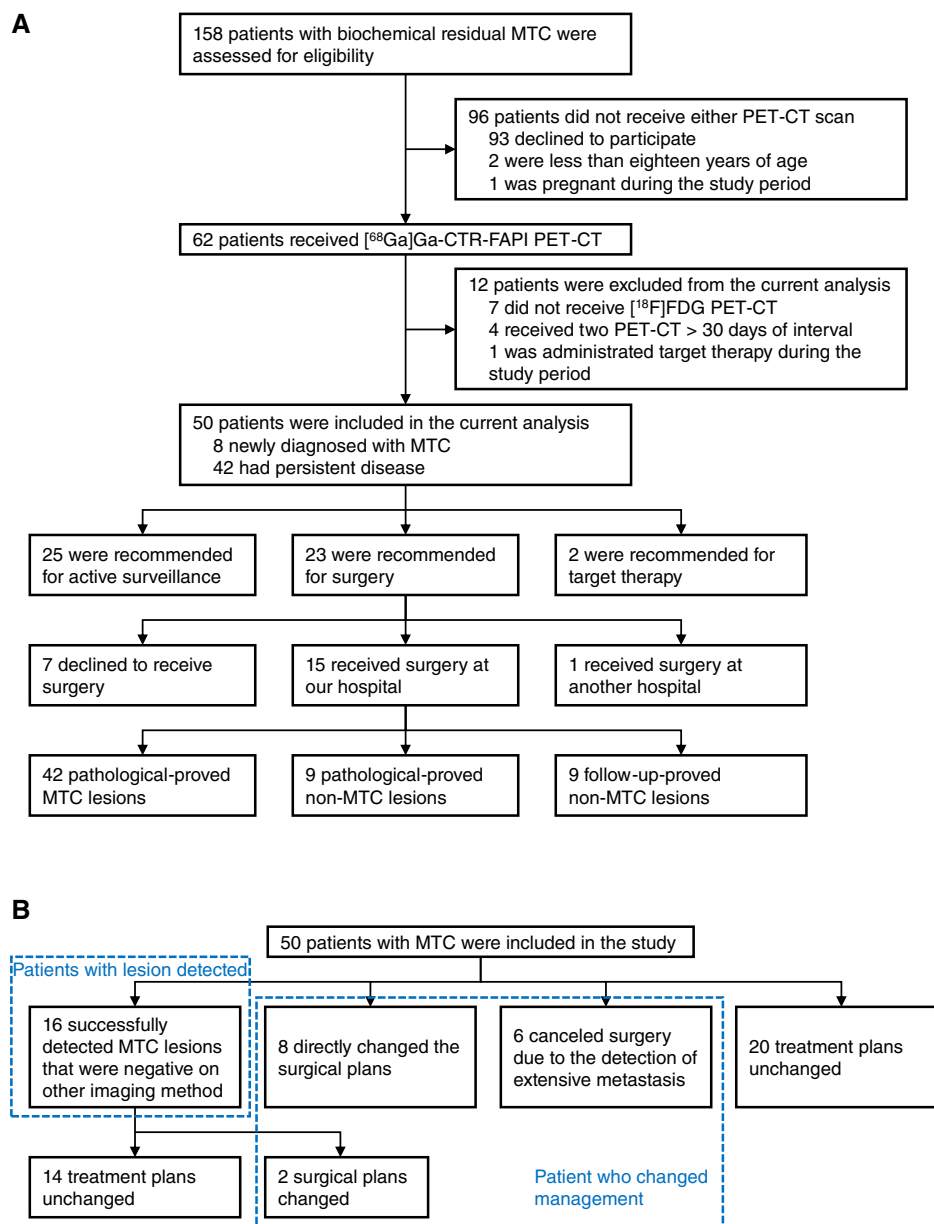 A
158 patients with biochemical residual MTC were
assessed for eligibility
96 patients did not receive either PET-CT scan
93 declined to participate
2 were less than eighteen years of age
1 was pregnant during the study period
62 patients received [⁶⁸Ga]Ga-CTR-FAPI PET-CT
12 patients were excluded from the current analysis
7 did not receive [¹⁸F]FDG PET-CT
4 received two PET-CT > 30 days of interval
1 was administrated target therapy during the
study period
50 patients were included in the current analysis
8 newly diagnosed with MTC
42 had persistent disease
25 were recommended
for active surveillance
23 were recommended
for surgery
2 were recommended for
target therapy
7 declined to receive
surgery
15 received surgery at
our hospital
1 received surgery at
another hospital
42 pathological-proved
MTC lesions
9 pathological-proved
non-MTC lesions
9 follow-up-proved
non-MTC lesions
B
50 patients with MTC were included in the study
Patients with lesion detected
16 successfully
detected MTC lesions
that were negative on
other imaging method
8 directly changed the
surgical plans
6 canceled surgery
due to the detection of
extensive metastasis
20 treatment plans
unchanged
14 treatment plans
unchanged
2 surgical plans
changed
Patient who changed
management